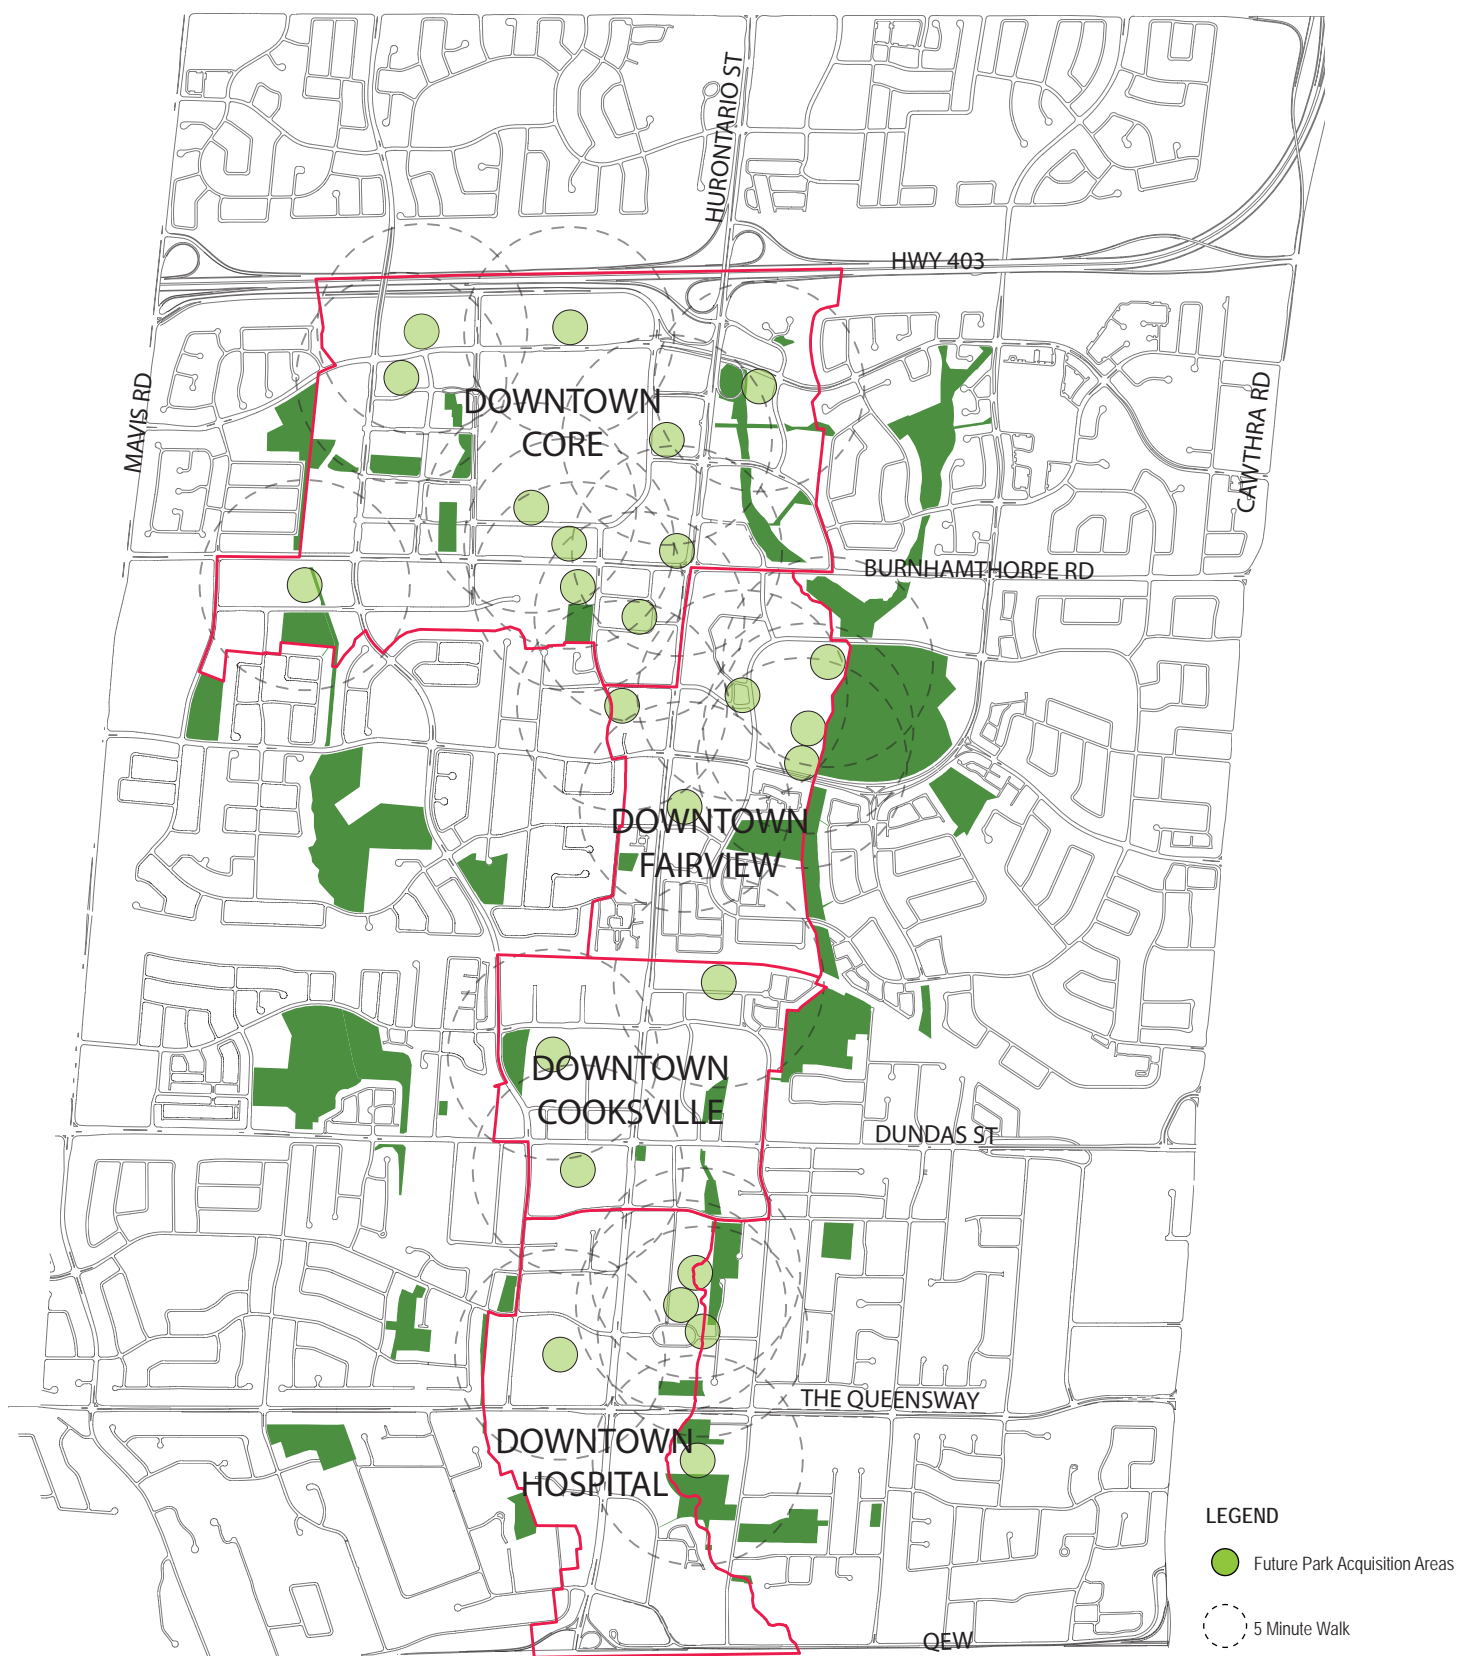 HURONTARIO ST
HWY 403
MAVIS RD
DOWNTOWN
CORE
CAWTHRA RD
BURNHAMTHORPE RD
DOWNTOWN
FAIRVIEW
DOWNTOWN
COOKSVILLE
DUNDAS ST
THE QUEENSWAY
DOWNTOWN
HOSPITAL
QEW
LEGEND
Future Park Acquisition Areas
5 Minute Walk